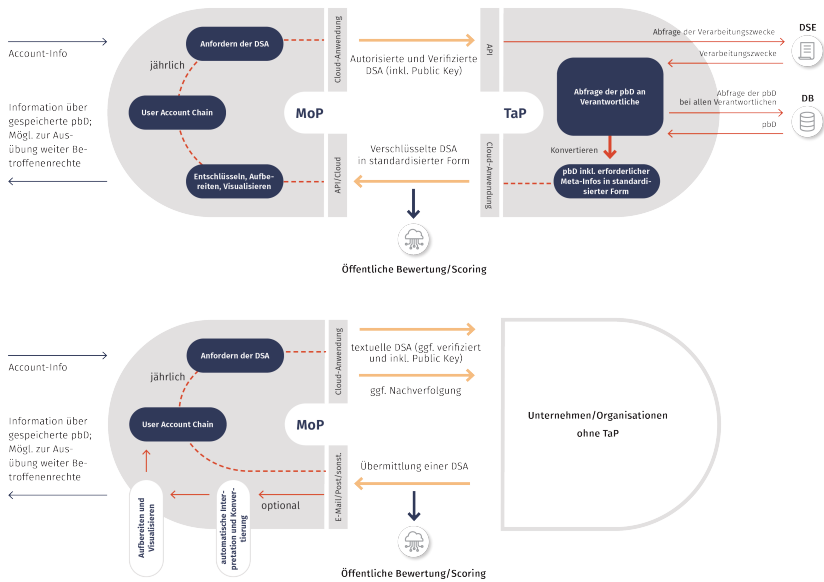 Account-Info
Information über
gespeicherte pbD;
Mögl. zur Aus-
übung weiter Be-
troffenenrechte
Anfordern der DSA
jährlich
User Account Chain
Entschlüsseln, Aufbe-
reiten, Visualisieren
MoP
Cloud-Anwendung
API/Cloud
Autorisierte und Verifizierte
DSA (inkl. Public Key)
Verschlüsselte DSA
in standardisierter Form
Öffentliche Bewertung/Scoring
API
Cloud-Anwendung
TaP
Abfrage der pbD an
Verantwortliche
Konvertieren
pbD inkl. erforderlicher
Meta-Infos in standardi-
sierter Form
Abfrage der Verarbeitungszwecke
Verarbeitungszwecke
Abfrage der pbD
bei allen Verantwortlichen
pbD
DSE
DB
Account-Info
Information über
gespeicherte pbD;
Mögl. zur Aus-
übung weiter Be-
troffenenrechte
Anfordern der DSA
jährlich
User Account Chain
MoP
Aufbereiten und
Visualisieren
automatische Inter-
pretation und Konver-
tierung
optional
Cloud-Anwendung
E-Mail/Post/sonst.
textuelle DSA (ggf. verifiziert
und inkl. Public Key)
ggf. Nachverfolgung
Übermittlung einer DSA
Öffentliche Bewertung/Scoring
Unternehmen/Organisationen
ohne TaP